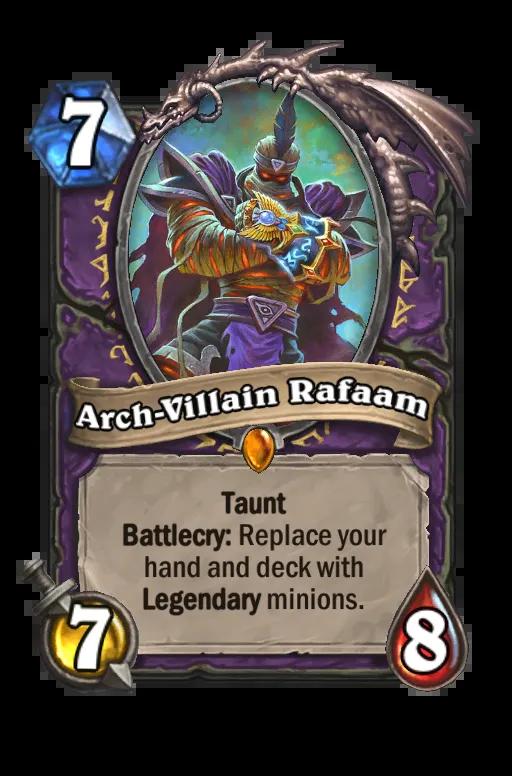 7
Arch-Villain Rafaam
Taunt
Battlecry: Replace your
hand and deck with
Legendary minions.
7
8